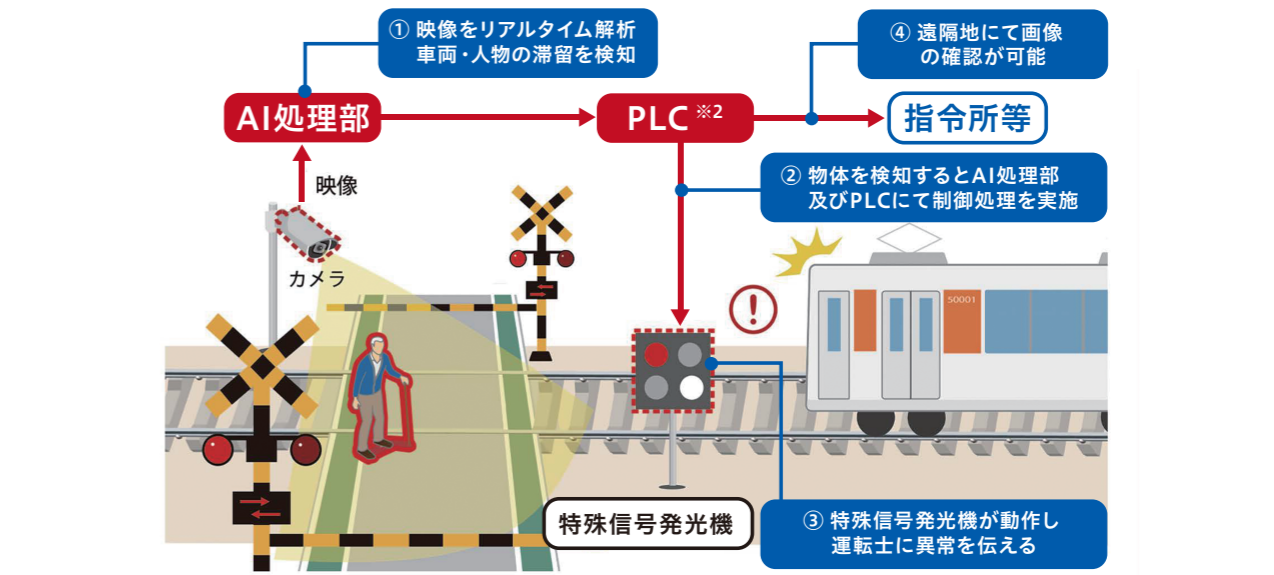 ① 映像をリアルタイム解析
車両・人物の滞留を検知
④ 遠隔地にて画像
の確認が可能
AI処理部
PLC ※2
指令所等
映像
② 物体を検知するとAI処理部
及びPLCにて制御処理を実施
カメラ
50001
特殊信号発光機
③ 特殊信号発光機が動作し
運転士に異常を伝える